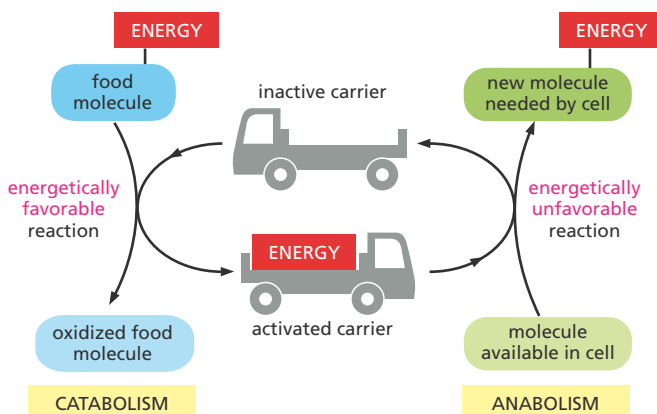 ENERGY
ENERGY
food
molecule
inactive carrier
new molecule
needed by cell
energetically
favorable
reaction
energetically
unfavorable
reaction
ENERGY
activated carrier
oxidized food
molecule
molecule
available in cell
CATABOLISM
ANABOLISM